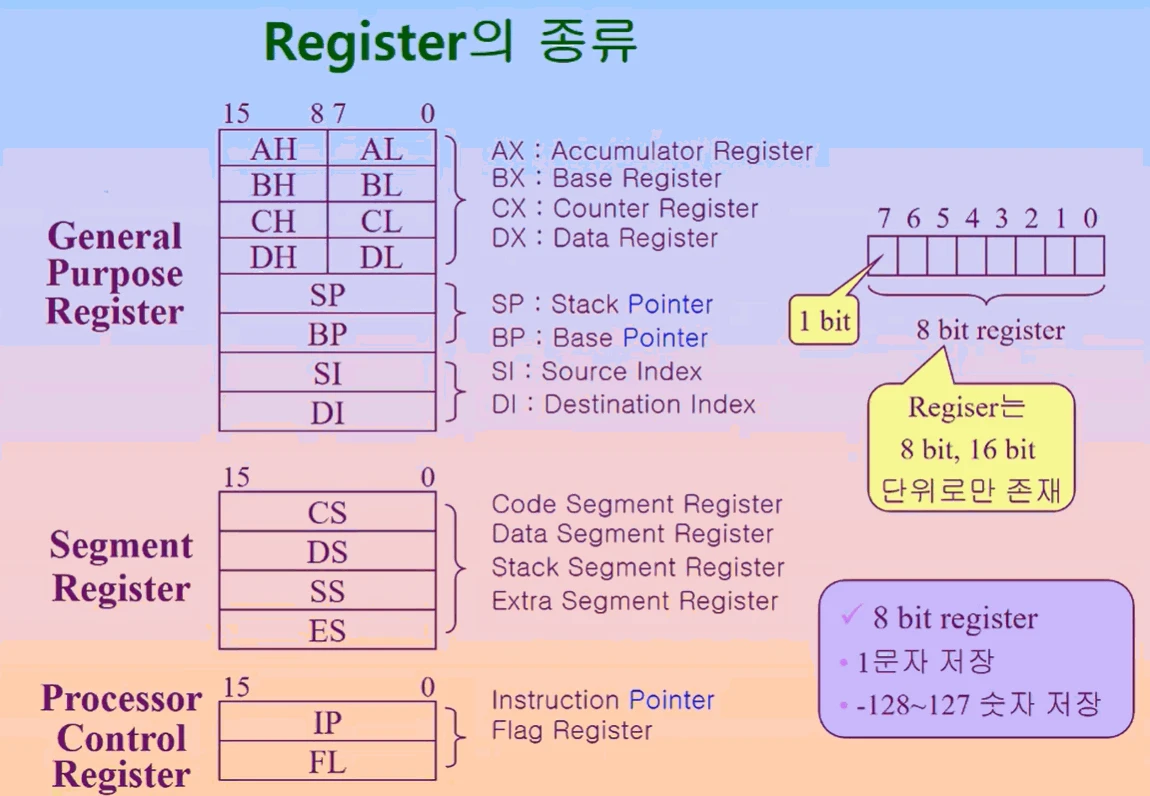 Register의 종류
General
Purpose
Register
15 8 7 0
AH AL
BH BL
CH CL
DH DL
SP
BP
SI
DI
AX : Accumulator Register
BX : Base Register
CX : Counter Register
DX : Data Register
SP : Stack Pointer
BP : Base Pointer
SI : Source Index
DI : Destination Index
7 6 5 4 3 2 1 0
1 bit
8 bit register
Regiser는
8 bit, 16 bit
단위로만 존재
Segment
Register
15 0
CS
DS
SS
ES
Code Segment Register
Data Segment Register
Stack Segment Register
Extra Segment Register
✓ 8 bit register
• 1문자 저장
• -128~127 숫자 저장
Processor
Control
Register
15 0
IP
FL
Instruction Pointer
Flag Register